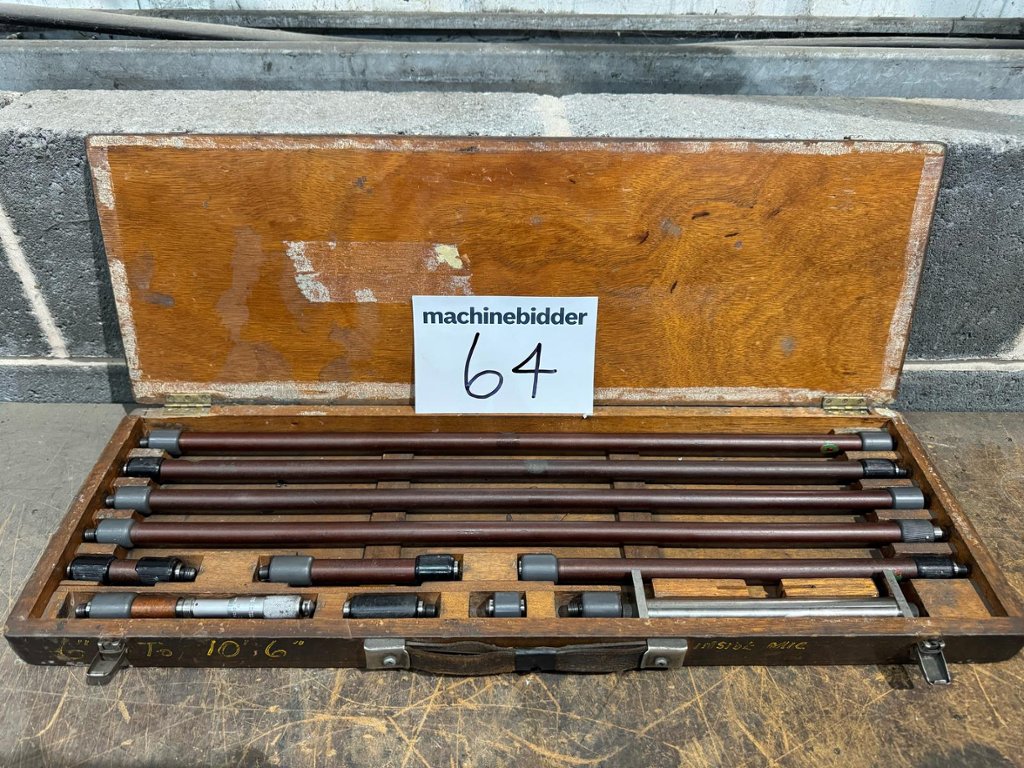 machinebidder
64
6" To 10' 6"
INSIDE MIC